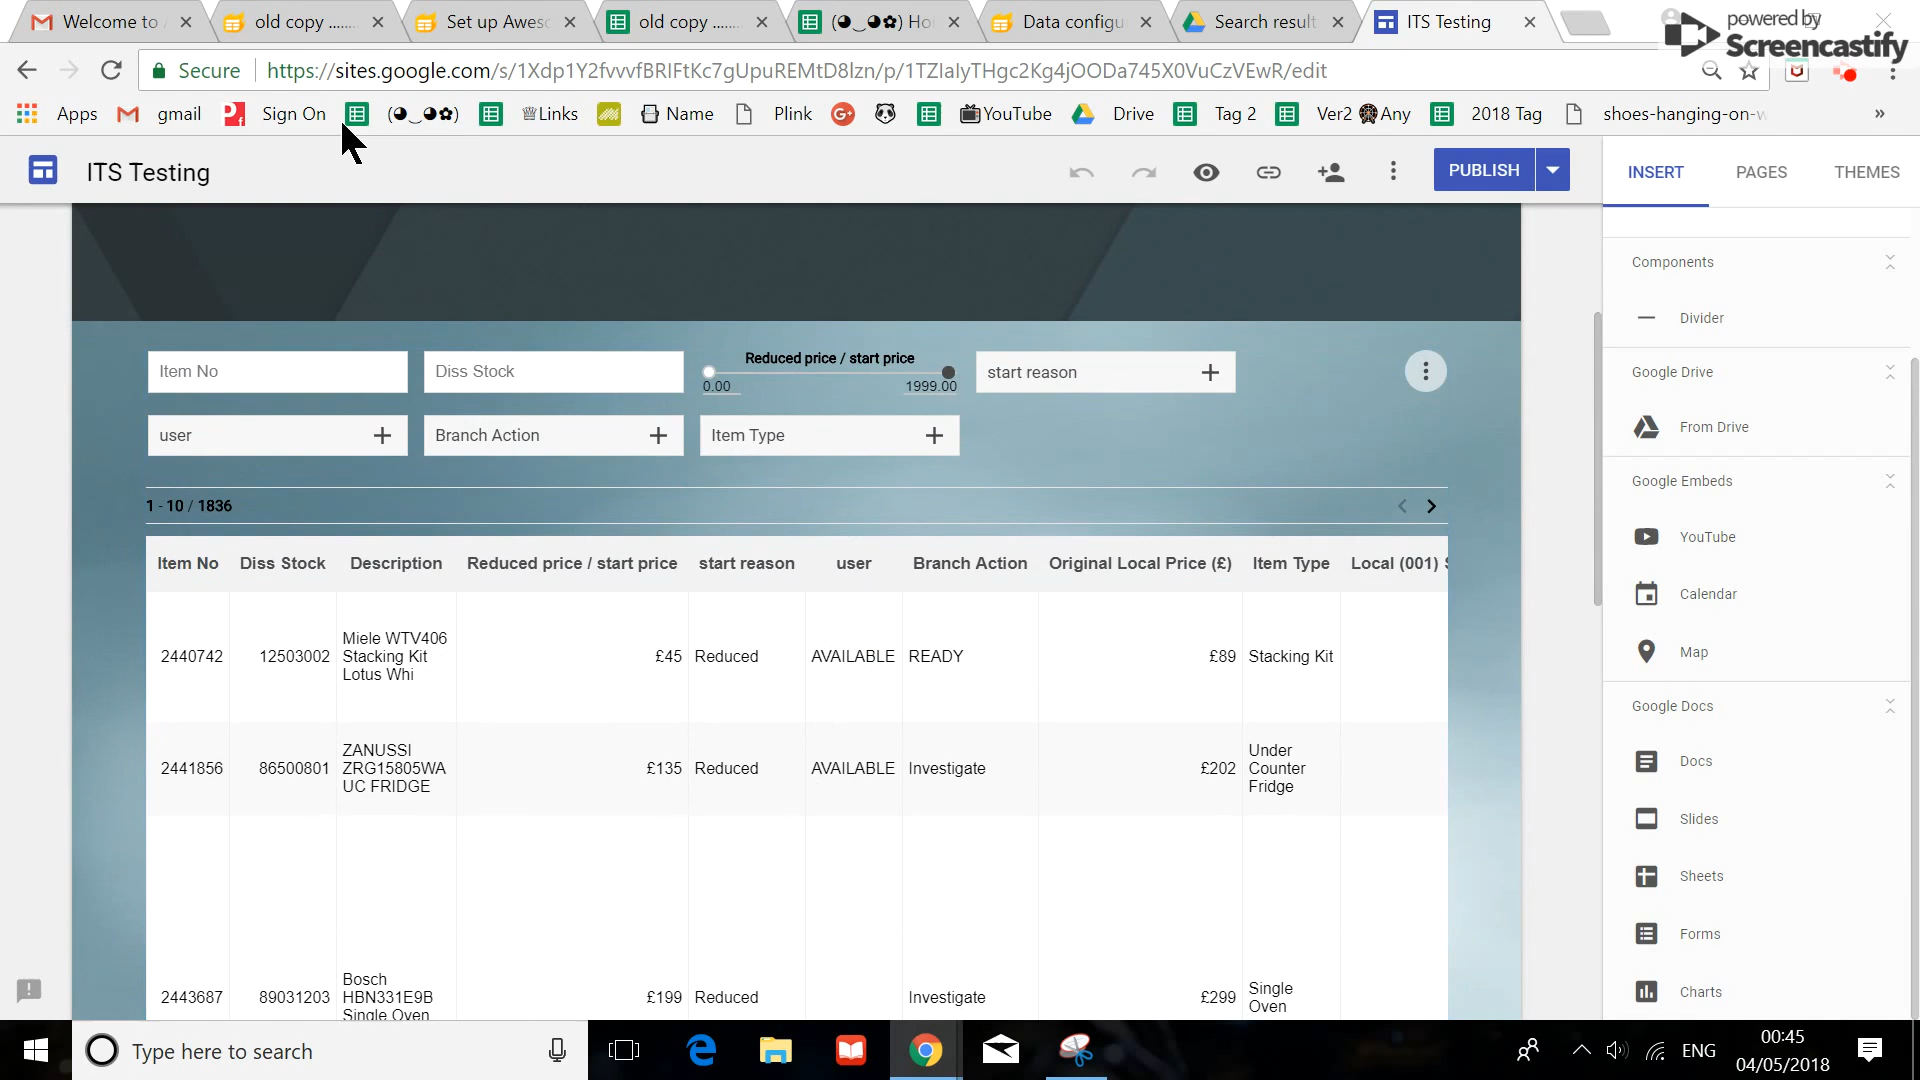 Welcome to
old copy ........
Set up Aweso
old copy ........
(◕‿◕✿) Ho
Data configu
Search result
ITS Testing
powered by
Screencastify
Secure
https://sites.google.com/s/1Xdp1Y2fvvvfBRIFtKc7gUpuREMtD8lzn/p/1TZIaIyTHgc2Kg4jOODa745X0VuCzVEwR/edit
Apps
gmail
Sign On
(◕‿◕✿)
♕Links
Name
Plink
YouTube
Drive
Tag 2
Ver2
Any
2018 Tag
shoes-hanging-on-w
»
ITS Testing
PUBLISH
INSERT
PAGES
THEMES
Item No
Diss Stock
Reduced price / start price
0.00
1999.00
start reason
user
Branch Action
Item Type
1 - 10 / 1836
Item No Diss Stock Description Reduced price / start price start reason user Branch Action Original Local Price (£) Item Type Local (001) S
2440742 12503002 Miele WTV406 Stacking Kit Lotus Whi £45 Reduced AVAILABLE READY £89 Stacking Kit
2441856 86500801 ZANUSSI ZRG15805WA UC FRIDGE £135 Reduced AVAILABLE Investigate £202 Under Counter Fridge
2443687 89031203 Bosch HBN331E9B Single Oven £199 Reduced Investigate £299 Single Oven
Components
Divider
Google Drive
From Drive
Google Embeds
YouTube
Calendar
Map
Google Docs
Docs
Slides
Sheets
Forms
Charts
Type here to search
ENG
00:45
04/05/2018